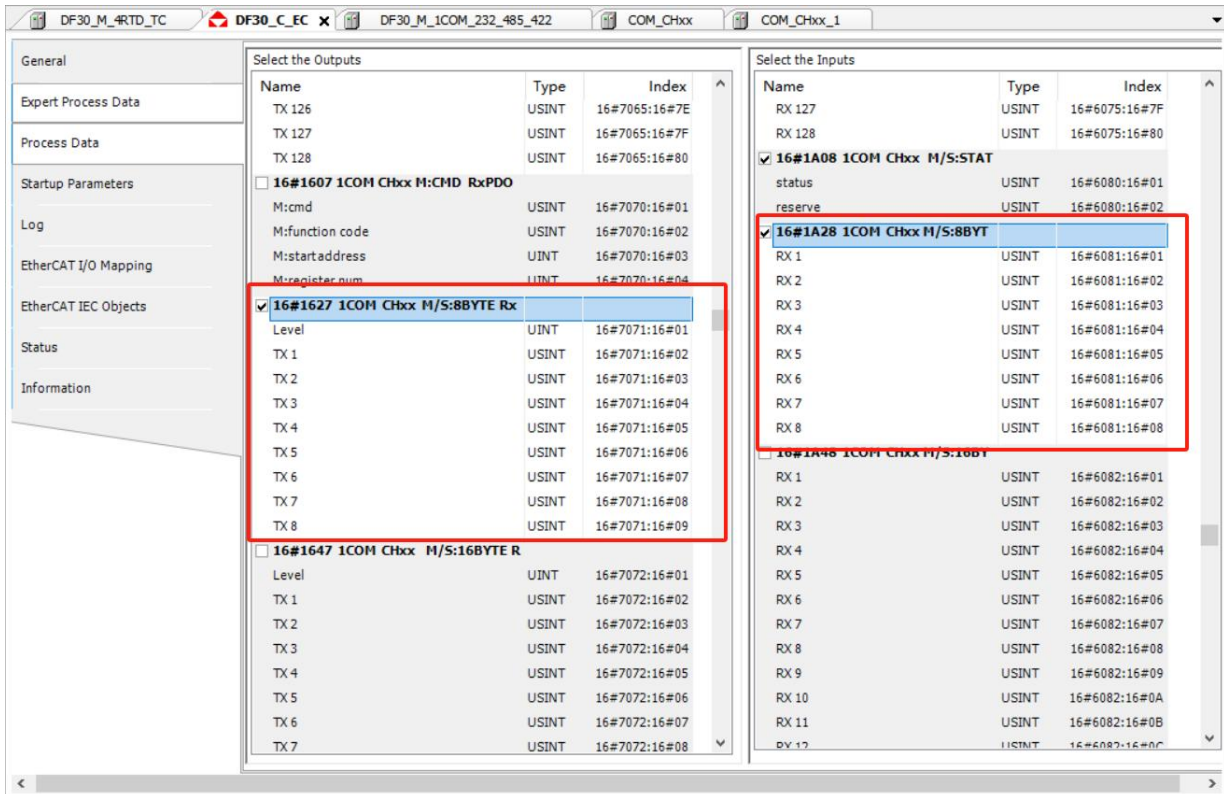 DF30_M_4RTD_TC DF30_C_EC x DF30_M_1COM_232_485_422 COM_CHxx COM_CHxx_1
General
Expert Process Data
Process Data
Startup Parameters
Log
EtherCAT I/O Mapping
EtherCAT IEC Objects
Status
Information
Select the Outputs
Name Type Index
TX 126 USINT 16#7065:16#7E
TX 127 USINT 16#7065:16#7F
TX 128 USINT 16#7065:16#80
16#1607 1COM CHxx M:CMD RxPDO
M:cmd USINT 16#7070:16#01
M:function code USINT 16#7070:16#02
M:startaddress UINT 16#7070:16#03
M:register num UINT 16#7070:16#04
16#1627 1COM CHxx M/S:8BYTE Rx
Level UINT 16#7071:16#01
TX 1 USINT 16#7071:16#02
TX 2 USINT 16#7071:16#03
TX 3 USINT 16#7071:16#04
TX 4 USINT 16#7071:16#05
TX 5 USINT 16#7071:16#06
TX 6 USINT 16#7071:16#07
TX 7 USINT 16#7071:16#08
TX 8 USINT 16#7071:16#09
16#1647 1COM CHxx M/S:16BYTE R
Level UINT 16#7072:16#01
TX 1 USINT 16#7072:16#02
TX 2 USINT 16#7072:16#03
TX 3 USINT 16#7072:16#04
TX 4 USINT 16#7072:16#05
TX 5 USINT 16#7072:16#06
TX 6 USINT 16#7072:16#07
TX 7 USINT 16#7072:16#08
Select the Inputs
Name Type Index
RX 127 USINT 16#6075:16#7F
RX 128 USINT 16#6075:16#80
16#1A08 1COM CHxx M/S:STAT
status USINT 16#6080:16#01
reserve USINT 16#6080:16#02
16#1A28 1COM CHxx M/S:8BYT
RX 1 USINT 16#6081:16#01
RX 2 USINT 16#6081:16#02
RX 3 USINT 16#6081:16#03
RX 4 USINT 16#6081:16#04
RX 5 USINT 16#6081:16#05
RX 6 USINT 16#6081:16#06
RX 7 USINT 16#6081:16#07
RX 8 USINT 16#6081:16#08
16#1A48 1COM CHxx M/S:16BY
RX 1 USINT 16#6082:16#01
RX 2 USINT 16#6082:16#02
RX 3 USINT 16#6082:16#03
RX 4 USINT 16#6082:16#04
RX 5 USINT 16#6082:16#05
RX 6 USINT 16#6082:16#06
RX 7 USINT 16#6082:16#07
RX 8 USINT 16#6082:16#08
RX 9 USINT 16#6082:16#09
RX 10 USINT 16#6082:16#0A
RX 11 USINT 16#6082:16#0B
RX 12 USINT 16#6082:16#0C